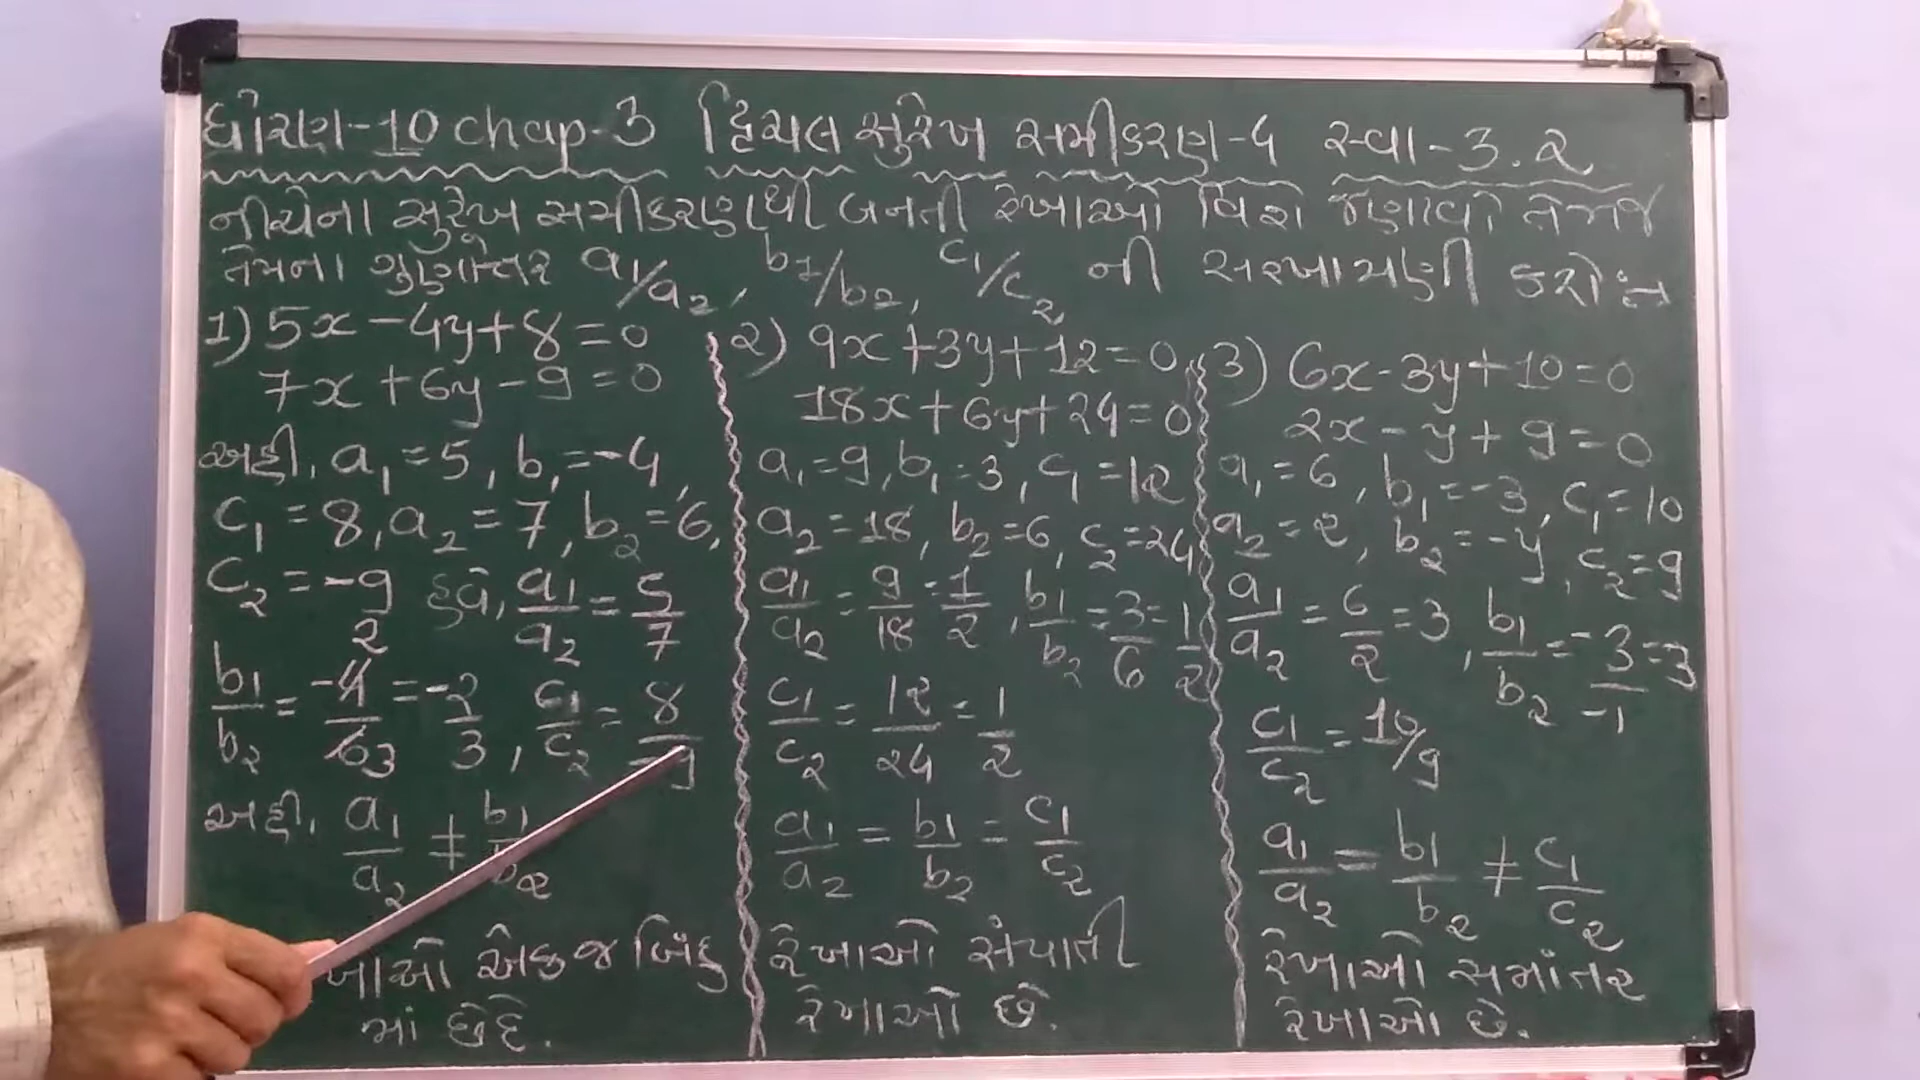 ધોરણ-10 chap-3 દ્વિચલ સુરેખ સમીકરણ-4 સ્વા-3.2
નીચેના સુરેખ સમીકરણથી બનતી રેખાઓ વિશે જણાવો તેમજ
તેમના ગુણોત્તર a1/a2, b1/b2, c1/c2 ની સરખામણી કરો :-
1) 5x-4y+8=0
7x+6y-9=0
અહીં, a1=5, b1=-4,
c1=8, a2=7, b2=6,
c2=-9 હવે, a1/a2=5/7
b1/b2=-4/6=-2/3, c1/c2=8/-9
અહીં, a1/a2≠b1/b2
ખાઓ એક જ બિંદુ
માં છેદે.
2) 9x+3y+12=0
18x+6y+24=0
a1=9, b1=3, c1=12
a2=18, b2=6, c2=24
a1/a2=9/18=1/2, b1/b2=3/6=1/2
c1/c2=12/24=1/2
a1/a2=b1/b2=c1/c2
રેખાઓ સંપાતી
રેખાઓ છે.
3) 6x-3y+10=0
2x-y+9=0
a1=6, b1=-3, c1=10
a2=2, b2=-y, c2=9
a1/a2=6/2=3, b1/b2=-3/-1=3
c1/c2=10/9
a1/a2=b1/b2≠c1/c2
રેખાઓ સમાંતર
રેખાઓ છે.